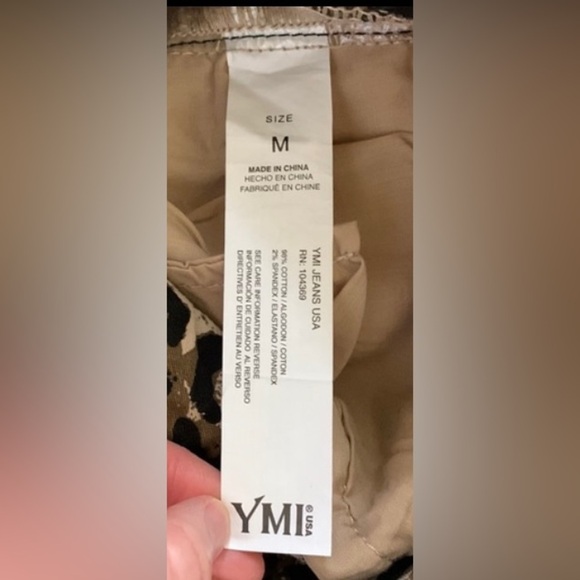 SIZE
M
MADE IN CHINA
HECHO EN CHINA
FABRIQUÉ EN CHINE
YMI JEANS USA
RN: 104369
98% COTTON / ALGODON / COTON
2% SPANDEX / ELASTANO / SPANDEX
SEE CARE INFORMATION REVERSE
INFORMACIÓN DE CUIDADO AL REVERSO
DIRECTIVES D' ENTRETIEN AU VERSO
YMI® USA